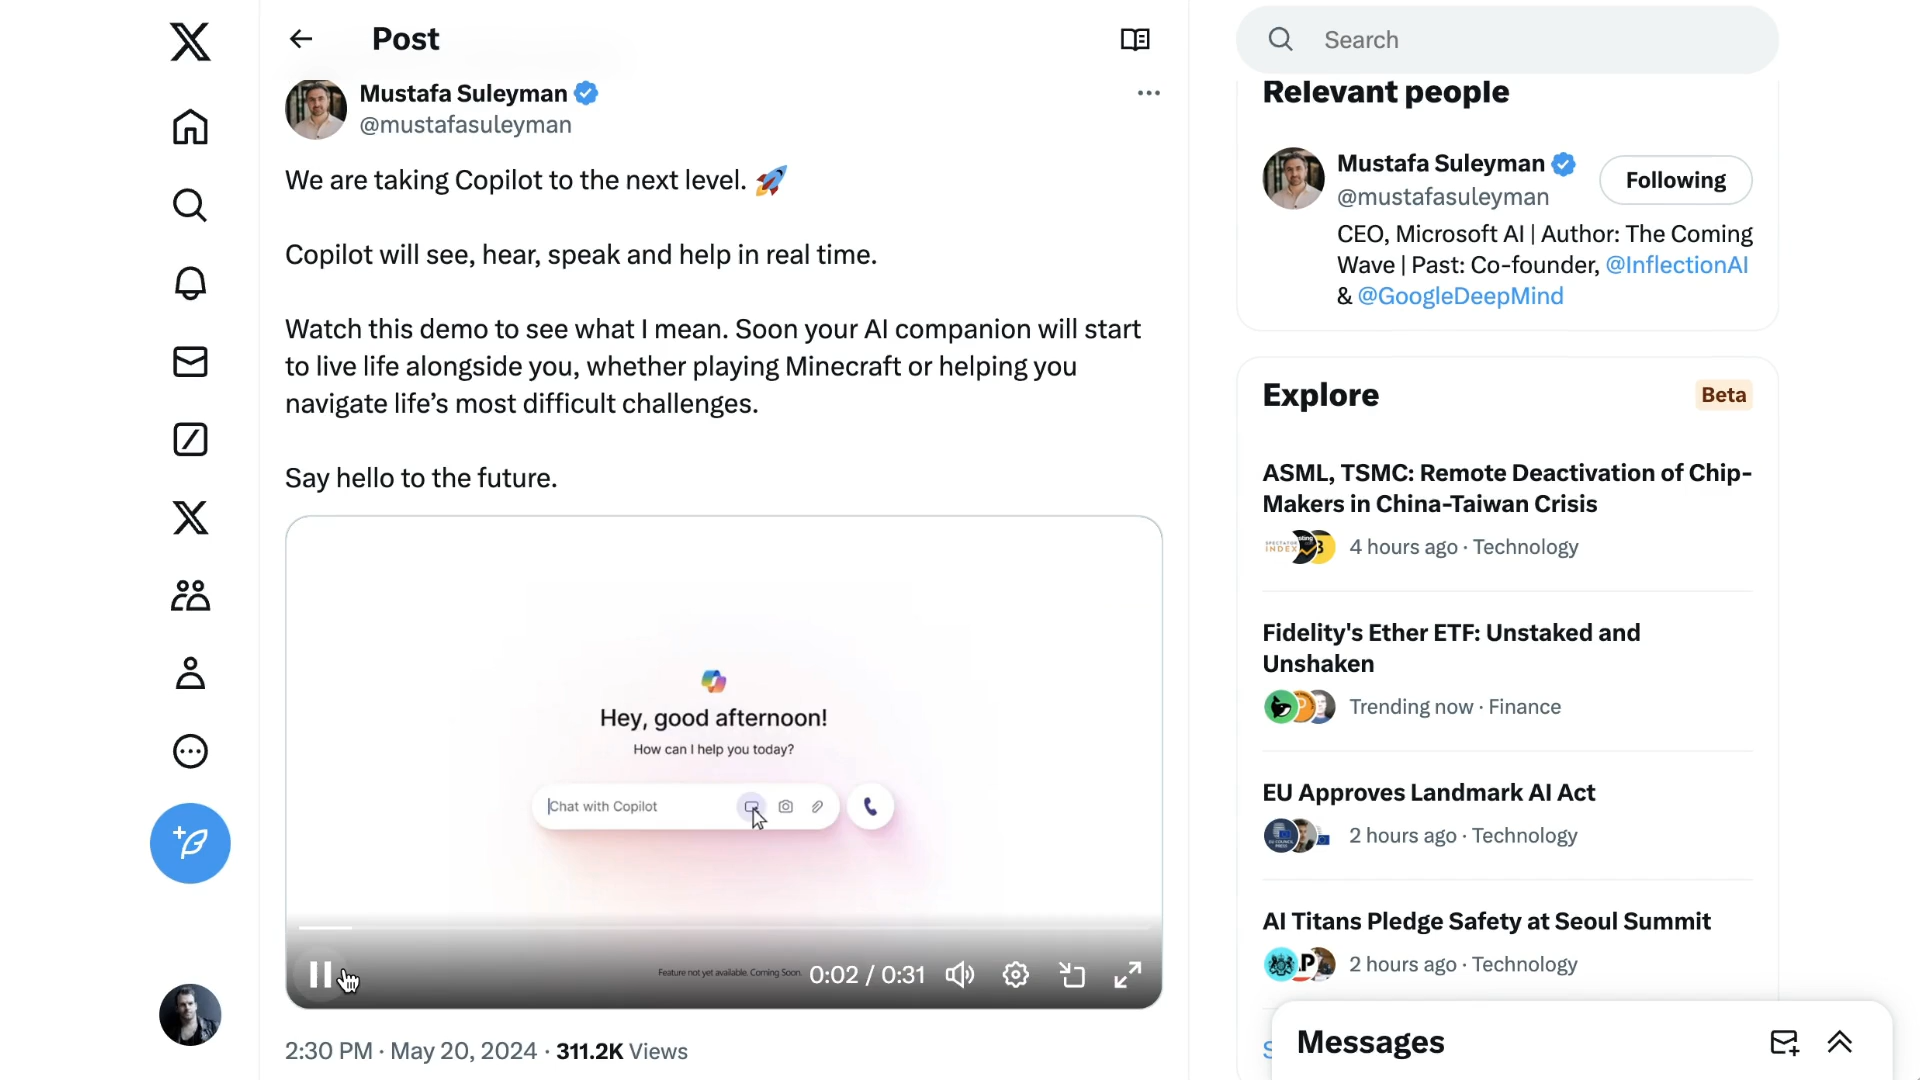 Post
Mustafa Suleyman
@mustafasuleyman
We are taking Copilot to the next level. 🚀
Copilot will see, hear, speak and help in real time.
Watch this demo to see what I mean. Soon your AI companion will start
to live life alongside you, whether playing Minecraft or helping you
navigate life’s most difficult challenges.
Say hello to the future.
Hey, good afternoon!
How can I help you today?
Chat with Copilot
Feature not yet available. Coming Soon.
0:02 / 0:31
2:30 PM · May 20, 2024 · 311.2K Views
Search
Relevant people
Mustafa Suleyman
@mustafasuleyman
Following
CEO, Microsoft AI | Author: The Coming
Wave | Past: Co-founder, @InflectionAI
& @GoogleDeepMind
Explore
Beta
ASML, TSMC: Remote Deactivation of Chip-
Makers in China-Taiwan Crisis
4 hours ago · Technology
Fidelity's Ether ETF: Unstaked and
Unshaken
Trending now · Finance
EU Approves Landmark AI Act
2 hours ago · Technology
AI Titans Pledge Safety at Seoul Summit
2 hours ago · Technology
Messages